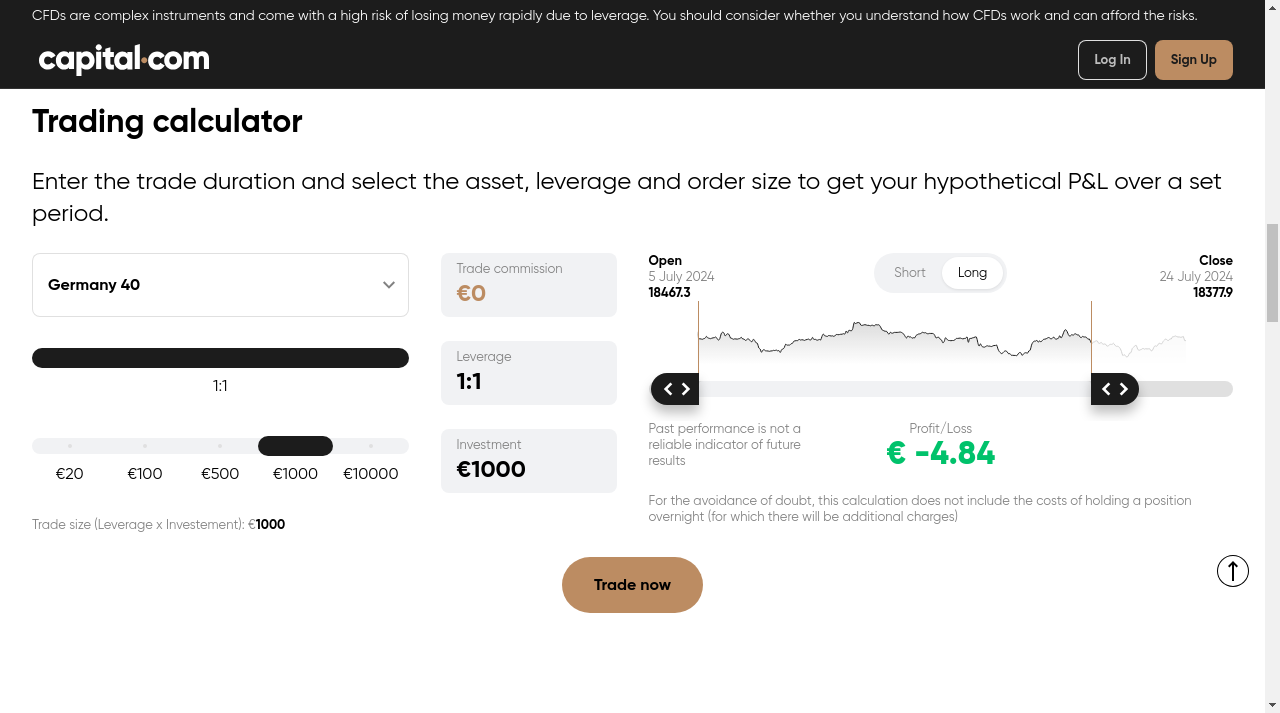 CFDs are complex instruments and come with a high risk of losing money rapidly due to leverage. You should consider whether you understand how CFDs work and can afford the risks.
capital.com
Log In
Sign Up
Trading calculator
Enter the trade duration and select the asset, leverage and order size to get your hypothetical P&L over a set
period.
Germany 40
1:1
€20 €100 €500 €1000 €10000
Trade size (Leverage x Investement): €1000
Trade commission
€0
Leverage
1:1
Investment
€1000
Open
5 July 2024
18467.3
Short Long
Close
24 July 2024
18377.9
Past performance is not a
reliable indicator of future
results
Profit/Loss
€ -4.84
For the avoidance of doubt, this calculation does not include the costs of holding a position
overnight (for which there will be additional charges)
Trade now